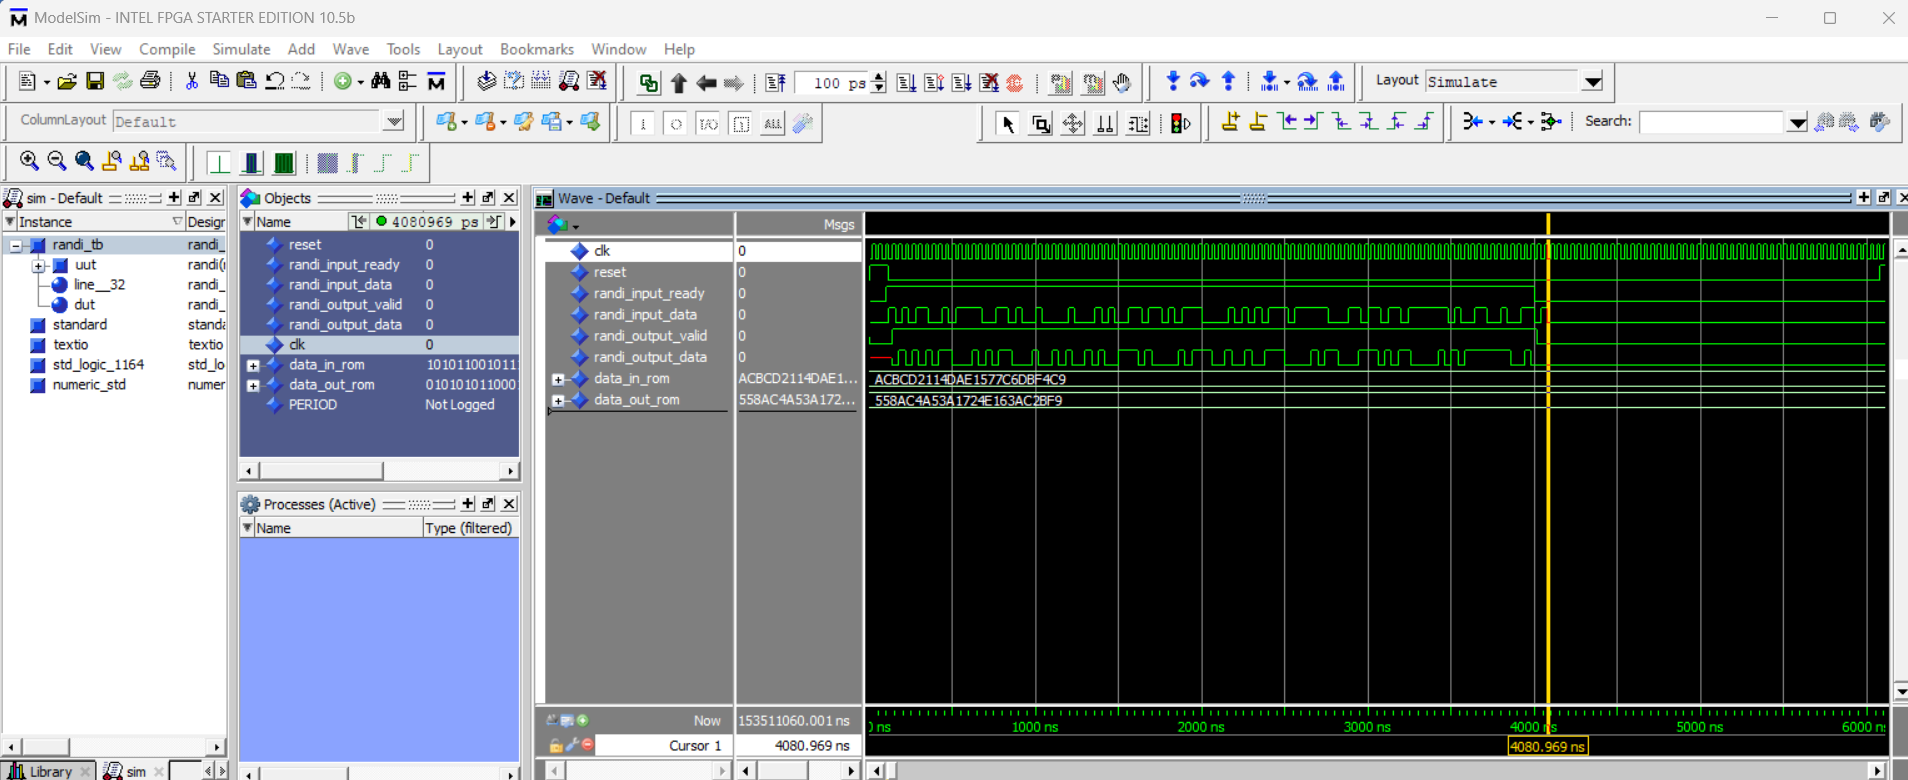 ModelSim - INTEL FPGA STARTER EDITION 10.5b
File Edit View Compile Simulate Add Wave Tools Layout Bookmarks Window Help
100 ps
Layout Simulate
ColumnLayout Default
ALL
Search:
sim - Default
Instance Design
randi_tb randi_
uut randi(
line__32 randi_
dut randi_
standard standa
textio textio
std_logic_1164 std_lo
numeric_std numer
Library sim
Objects
Name 4080969 ps
reset 0
randi_input_ready 0
randi_input_data 0
randi_output_valid 0
randi_output_data 0
clk 0
data_in_rom 1010110010111
data_out_rom 0101010110001
PERIOD Not Logged
Processes (Active)
Name Type (filtered)
Wave - Default
Msgs
clk 0
reset 0
randi_input_ready 0
randi_input_data 0
randi_output_valid 0
randi_output_data 0
data_in_rom ACBCD2114DAE1... ACBCD2114DAE1577C6DBF4C9
data_out_rom 558AC4A53A172... 558AC4A53A1724E163AC2BF9
Now 153511060.001 ns
ns 1000 ns 2000 ns 3000 ns 4000 ns 5000 ns 6000 n
Cursor 1 4080.969 ns
4080.969 ns